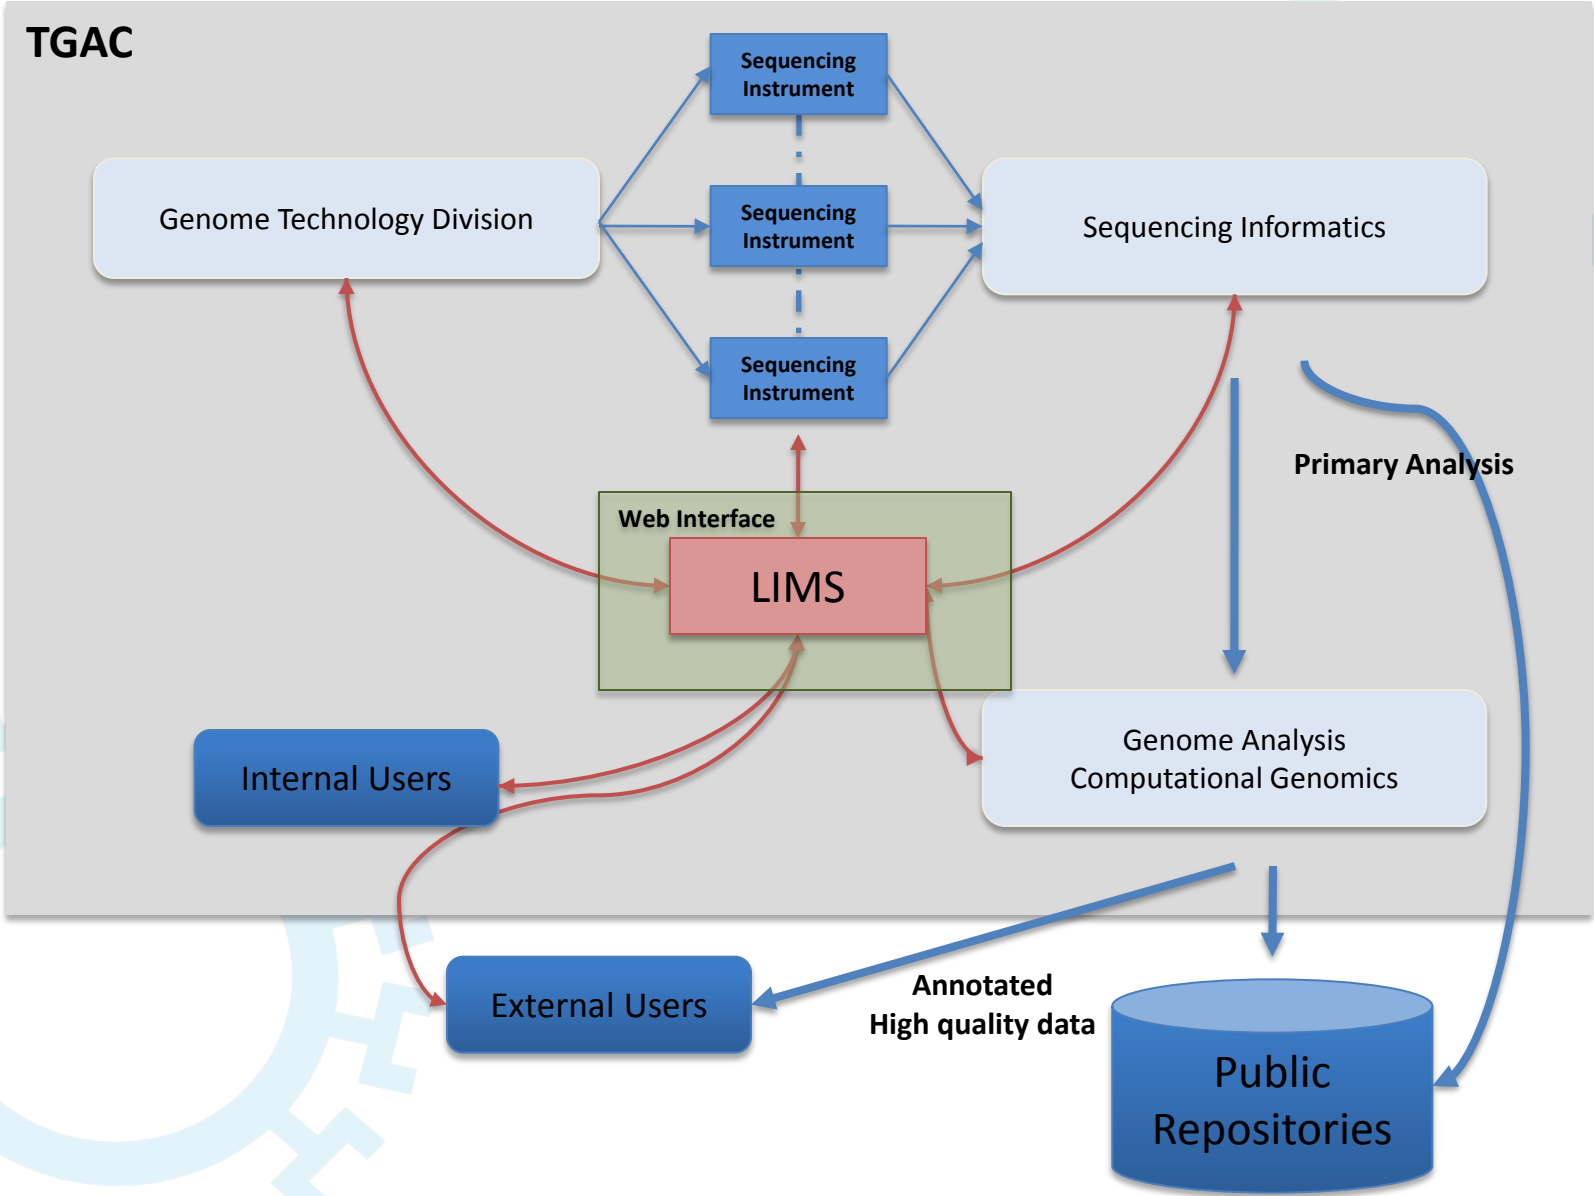 TGAC
Sequencing
Instrument
Genome Technology Division
Sequencing
Instrument
Sequencing Informatics
Sequencing
Instrument
Primary Analysis
Web Interface
LIMS
Internal Users
Genome Analysis
Computational Genomics
External Users
Annotated
High quality data
Public
Repositories